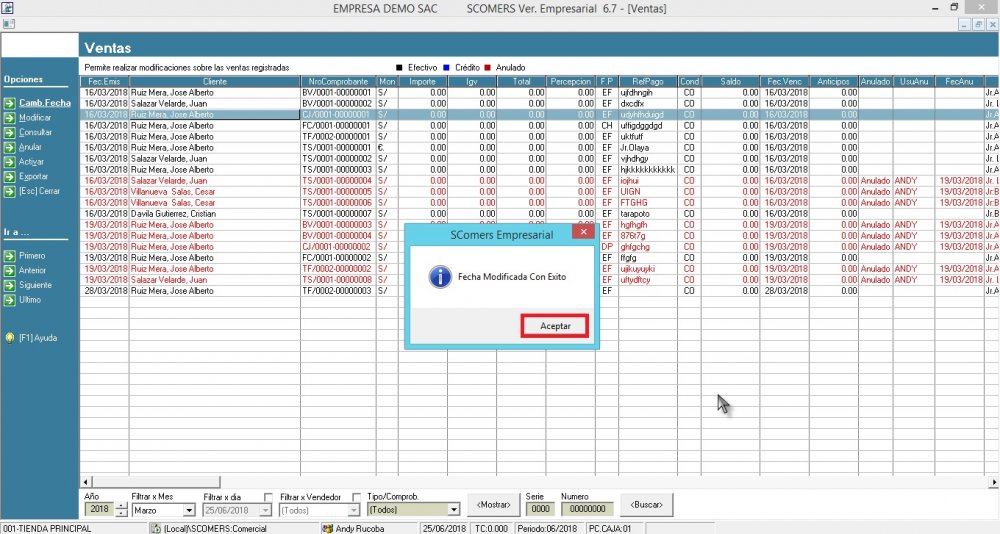 EMPRESA DEMO SAC SCOMERS Ver. Empresarial 6.7 - [Ventas]
Ventas
Permite realizar modificaciones sobre las ventas registradas
Efectivo Crédito Anulado
Opciones
Camb.Fecha
Modificar
Consultar
Anular
Activar
Exportar
[Esc] Cerrar
Ir a ...
Primero
Anterior
Siguiente
Ultimo
[F1] Ayuda
Fec.Emis Cliente NroComprobante Mon Importe Igv Total Percepcion F.P RefPago Cond Saldo Fec.Venc Anticipos Anulado UsuAnu FecAnu
16/03/2018 Ruiz Mera, Jose Alberto BV/0001-00000001 S/ 0.00 0.00 0.00 0.00 EF ujfdhngih CO 0.00 16/03/2018 0.00 Jr.A
16/03/2018 Salazar Velarde, Juan BV/0001-00000002 S/ 0.00 0.00 0.00 0.00 EF dxcdfx CO 0.00 16/03/2018 0.00
16/03/2018 Ruiz Mera, Jose Alberto CJ/0001-00000001 S/ 0.00 0.00 0.00 0.00 EF CO 0.00 16/03/2018 0.00 Jr.A
16/03/2018 Ruiz Mera, Jose Alberto FC/0001-00000001 S/ 0.00 0.00 0.00 0.00 CH uffigdggdgd CO 0.00 16/03/2018 0.00 Jr.A
16/03/2018 Ruiz Mera, Jose Alberto TF/0002-00000001 S/ 0.00 0.00 0.00 0.00 EF uktfutf CO 0.00 16/03/2018 0.00 Jr.A
16/03/2018 Ruiz Mera, Jose Alberto TS/0001-00000001 €. 0.00 0.00 0.00 0.00 EF Jr.Olaya CO 0.00 16/03/2018 0.00 Jr.A
16/03/2018 Salazar Velarde, Juan TS/0001-00000002 S/ 0.00 0.00 0.00 0.00 EF vjhdhgy CO 0.00 16/03/2018 0.00 Jr. L
16/03/2018 Ruiz Mera, Jose Alberto TS/0001-00000003 S/ 0.00 0.00 0.00 0.00 EF CO 0.00 16/03/2018 0.00 Jr.A
19/03/2018 Salazar Velarde, Juan TS/0001-00000004 S/ 0.00 0.00 0.00 0.00 EF iojhui CO 0.00 16/03/2018 0.00 Anulado ANDY 19/03/2018 Jr. L
16/03/2018 Villanueva Salas, Cesar TS/0001-00000005 S/ 0.00 0.00 0.00 0.00 EF UIGN CO 0.00 16/03/2018 0.00 Anulado ANDY 19/03/2018 Jr.B
16/03/2018 Villanueva Salas, Cesar TS/0001-00000006 S/ 0.00 0.00 0.00 0.00 EF FTGHG CO 0.00 16/03/2018 0.00 Anulado ANDY 19/03/2018 Jr.B
16/03/2018 Davila Gutierrez, Cristian TS/0001-00000007 S/ 0.00 0.00 0.00 0.00 EF tarapoto CO 0.00 16/03/2018 0.00
19/03/2018 Ruiz Mera, Jose Alberto BV/0001-00000003 S/ EF hghgfh CO 0.00 19/03/2018 0.00 Anulado ANDY 19/03/2018 Jr.A
19/03/2018 Ruiz Mera, Jose Alberto BV/0001-00000004 S/ EF 876t7g CO 0.00 19/03/2018 0.00 Anulado ANDY 19/03/2018 Jr.A
19/03/2018 Ruiz Mera, Jose Alberto CJ/0001-00000002 S/ DP ghfgchg CO 0.00 19/03/2018 0.00 Anulado ANDY 19/03/2018 Jr.A
19/03/2018 Ruiz Mera, Jose Alberto FC/0001-00000002 S/ EF ffgfg CO 0.00 19/03/2018 0.00 Jr.A
19/03/2018 Ruiz Mera, Jose Alberto TF/0002-00000002 S/ EF ujikuyuyki CO 0.00 19/03/2018 0.00 Anulado ANDY 19/03/2018 Jr.A
19/03/2018 Salazar Velarde, Juan TS/0001-00000008 S/ EF uftydftcy CO 0.00 19/03/2018 0.00 Anulado ANDY 19/03/2018 Jr. L
28/03/2018 Ruiz Mera, Jose Alberto TF/0002-00000003 S/ EF CO 0.00 28/03/2018 0.00 Jr.A
SComers Empresarial
Fecha Modificada Con Exito
Aceptar
Año Filtrar x Mes Filtrar x dia Filtrar x Vendedor Tipo/Comprob. Serie Numero
2018 Marzo 25/06/2018 (Todos) (Todos) <Mostrar> 0000 00000000 <Buscar>
001-TIENDA PRINCIPAL (Local)\SCOMERS:Comercial Andy Rucoba 25/06/2018 TC:0.000 Periodo:06/2018 PC.CAJA:01